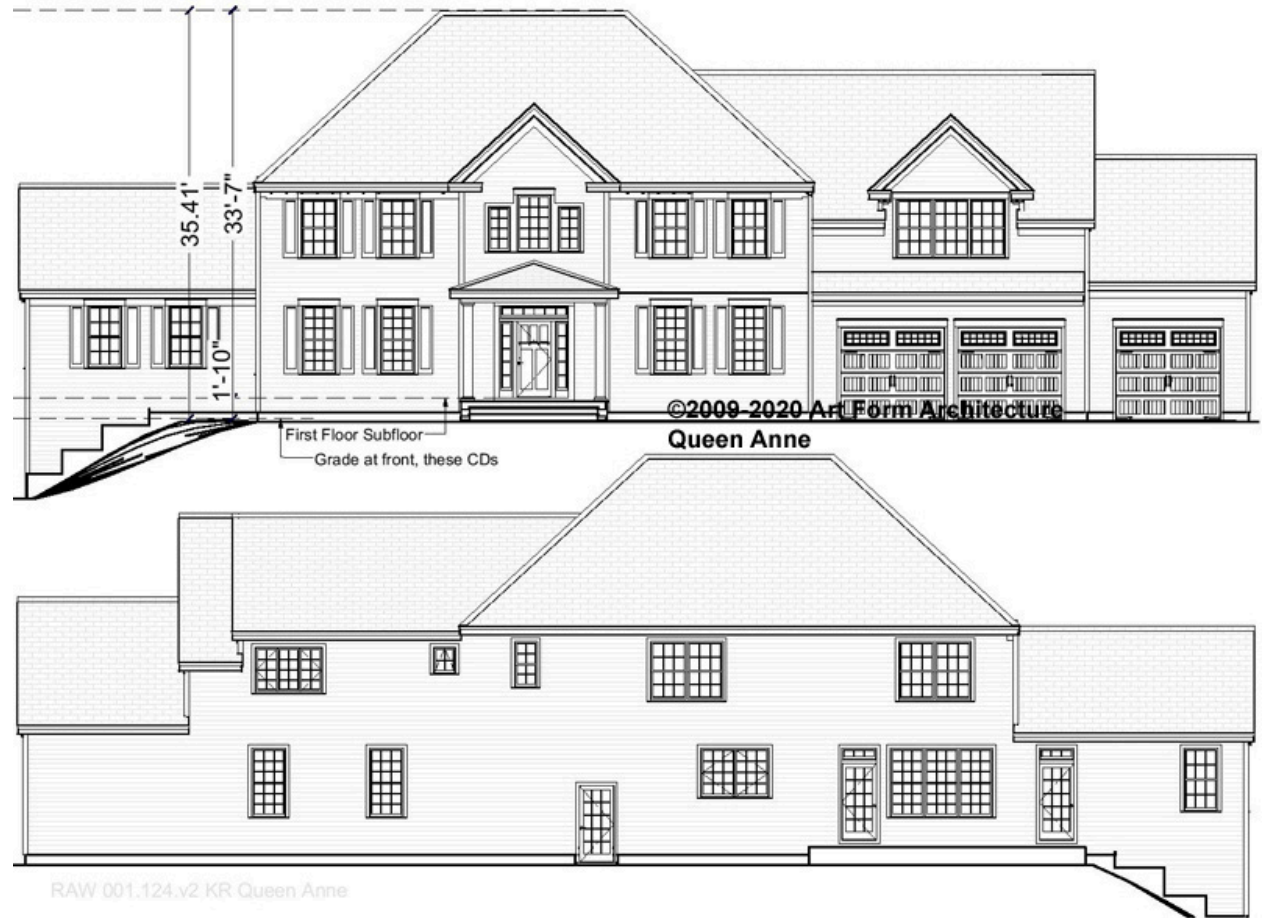 35.41'
33'-7"
1'-10"
First Floor Subfloor
Grade at front, these CDs
©2009-2020 Art Form Architecture
Queen Anne
RAW 001.124.v2 KR Queen Anne